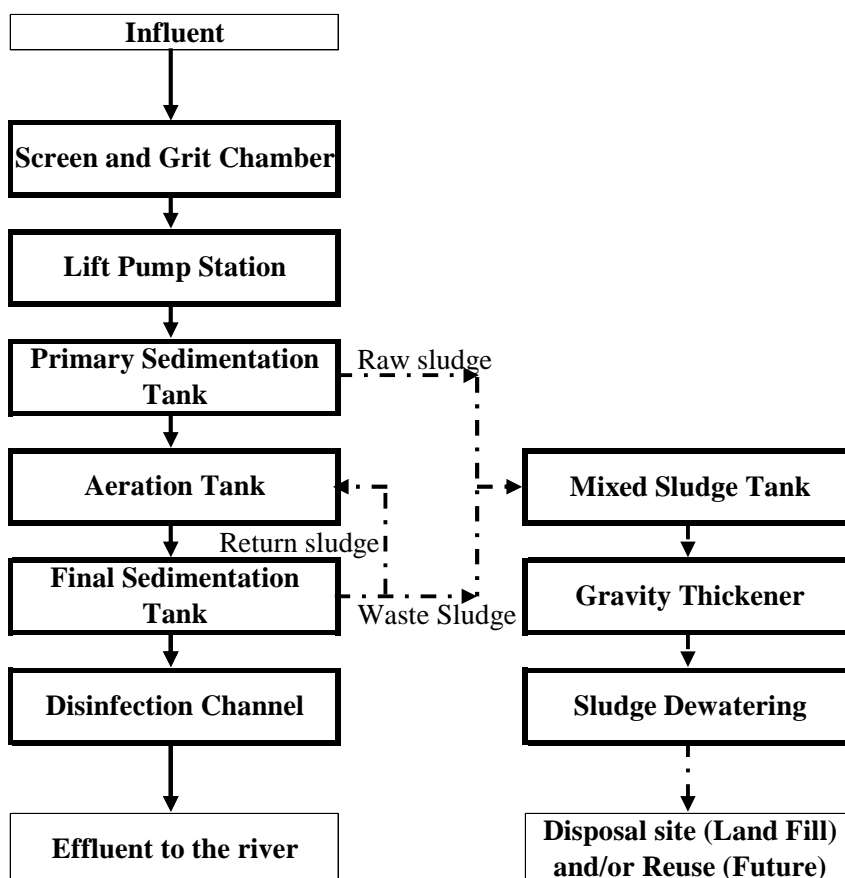 Influent
Screen and Grit Chamber
Lift Pump Station
Primary Sedimentation
Tank
Raw sludge
Aeration Tank
Mixed Sludge Tank
Return sludge
Final Sedimentation
Tank
Waste Sludge
Gravity Thickener
Disinfection Channel
Sludge Dewatering
Effluent to the river
Disposal site (Land Fill)
and/or Reuse (Future)